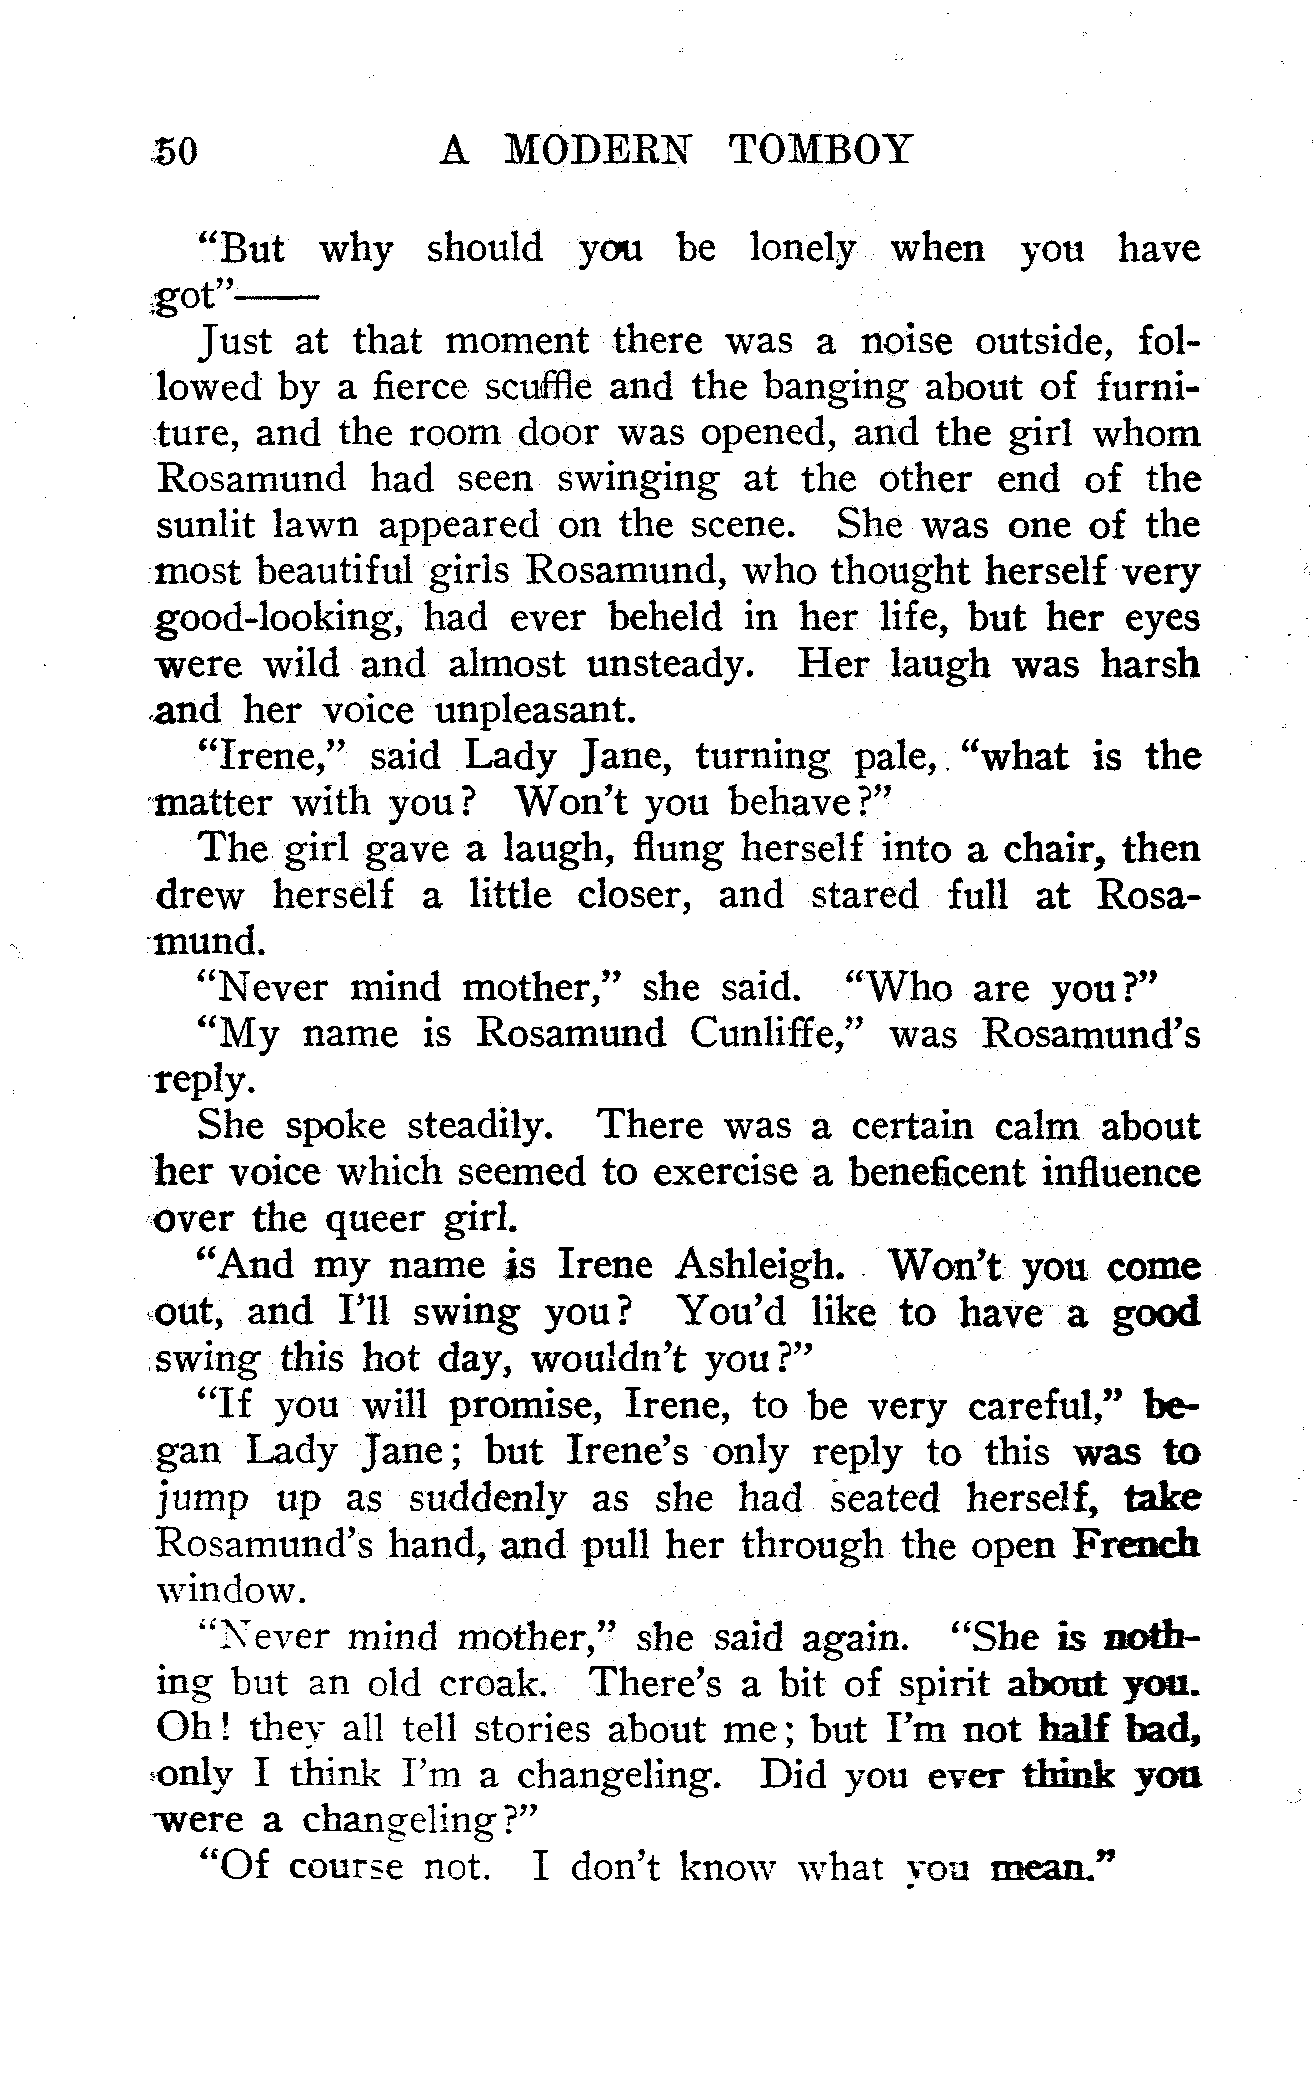 50 A MODERN TOMBOY
“But why should you be lonely when you have
got”——
Just at that moment there was a noise outside, fol-
lowed by a fierce scuffle and the banging about of furni-
ture, and the room door was opened, and the girl whom
Rosamund had seen swinging at the other end of the
sunlit lawn appeared on the scene. She was one of the
most beautiful girls Rosamund, who thought herself very
good-looking, had ever beheld in her life, but her eyes
were wild and almost unsteady. Her laugh was harsh
and her voice unpleasant.
“Irene,” said Lady Jane, turning pale, “what is the
matter with you? Won’t you behave?”
The girl gave a laugh, flung herself into a chair, then
drew herself a little closer, and stared full at Rosa-
mund.
“Never mind mother,” she said. “Who are you?”
“My name is Rosamund Cunliffe,” was Rosamund’s
reply.
She spoke steadily. There was a certain calm about
her voice which seemed to exercise a beneficent influence
over the queer girl.
“And my name is Irene Ashleigh. Won’t you come
out, and I’ll swing you? You’d like to have a good
swing this hot day, wouldn’t you?”
“If you will promise, Irene, to be very careful,” be-
gan Lady Jane; but Irene’s only reply to this was to
jump up as suddenly as she had seated herself, take
Rosamund’s hand, and pull her through the open French
window.
“Never mind mother,” she said again. “She is noth-
ing but an old croak. There’s a bit of spirit about you.
Oh! they all tell stories about me; but I’m not half bad,
only I think I’m a changeling. Did you ever think you
were a changeling?”
“Of course not. I don’t know what you mean.”